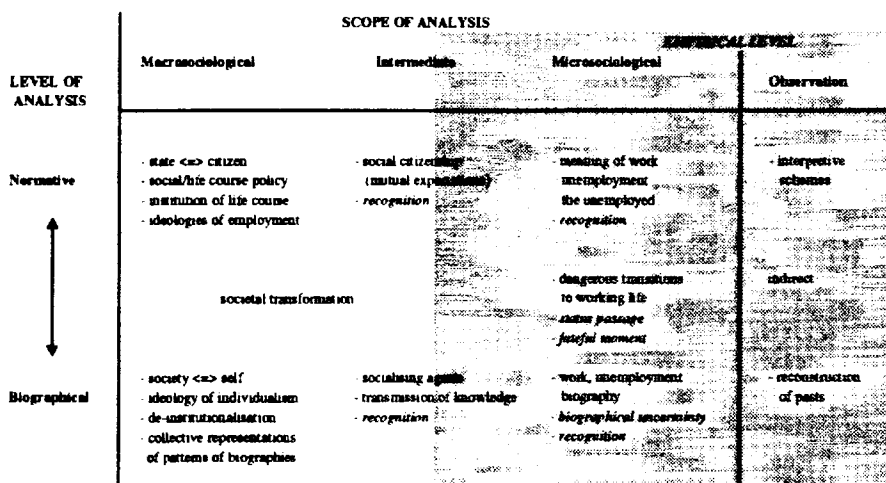 SCOPE OF ANALYSIS
EMPIRICAL LEVEL
Macrosociological Intermediate Microsociological
LEVEL OF
ANALYSIS
Observation
Normative
- state <=> citizen
- social/life course policy
- institution of life course
- ideologies of employment
- social citizenship
(mutual expectations)
- recognition
- meaning of work
unemployment
the unemployed
- recognition
- interpretive
schemes
societal transformation
- dangerous transitions
to working life
- status passage
- fateful moment
indirect
Biographical
- society <=> self
- ideology of individualism
- de-institutionalisation
- collective representations
of patterns of biographies
- socialising agents
- transmission of knowledge
- recognition
- work, unemployment
biography
- biographical uncertainty
- recognition
- reconstruction
of pasts